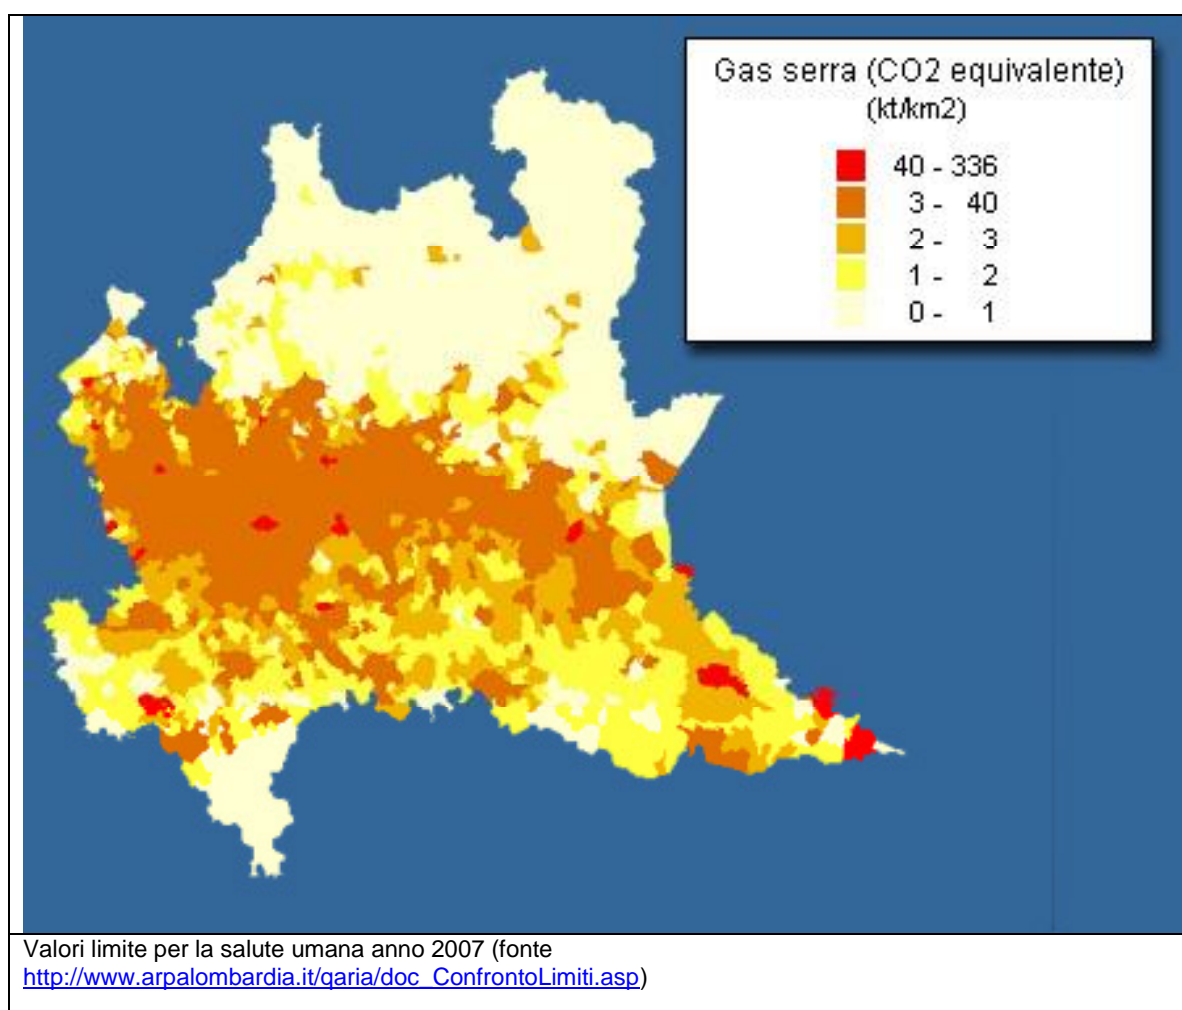 Gas serra (CO2 equivalente)
(kt/km2)
40 - 336
3 - 40
2 - 3
1 - 2
0 - 1
Valori limite per la salute umana anno 2007 (fonte
http://www.arpalombardia.it/qaria/doc_ConfrontoLimiti.asp)